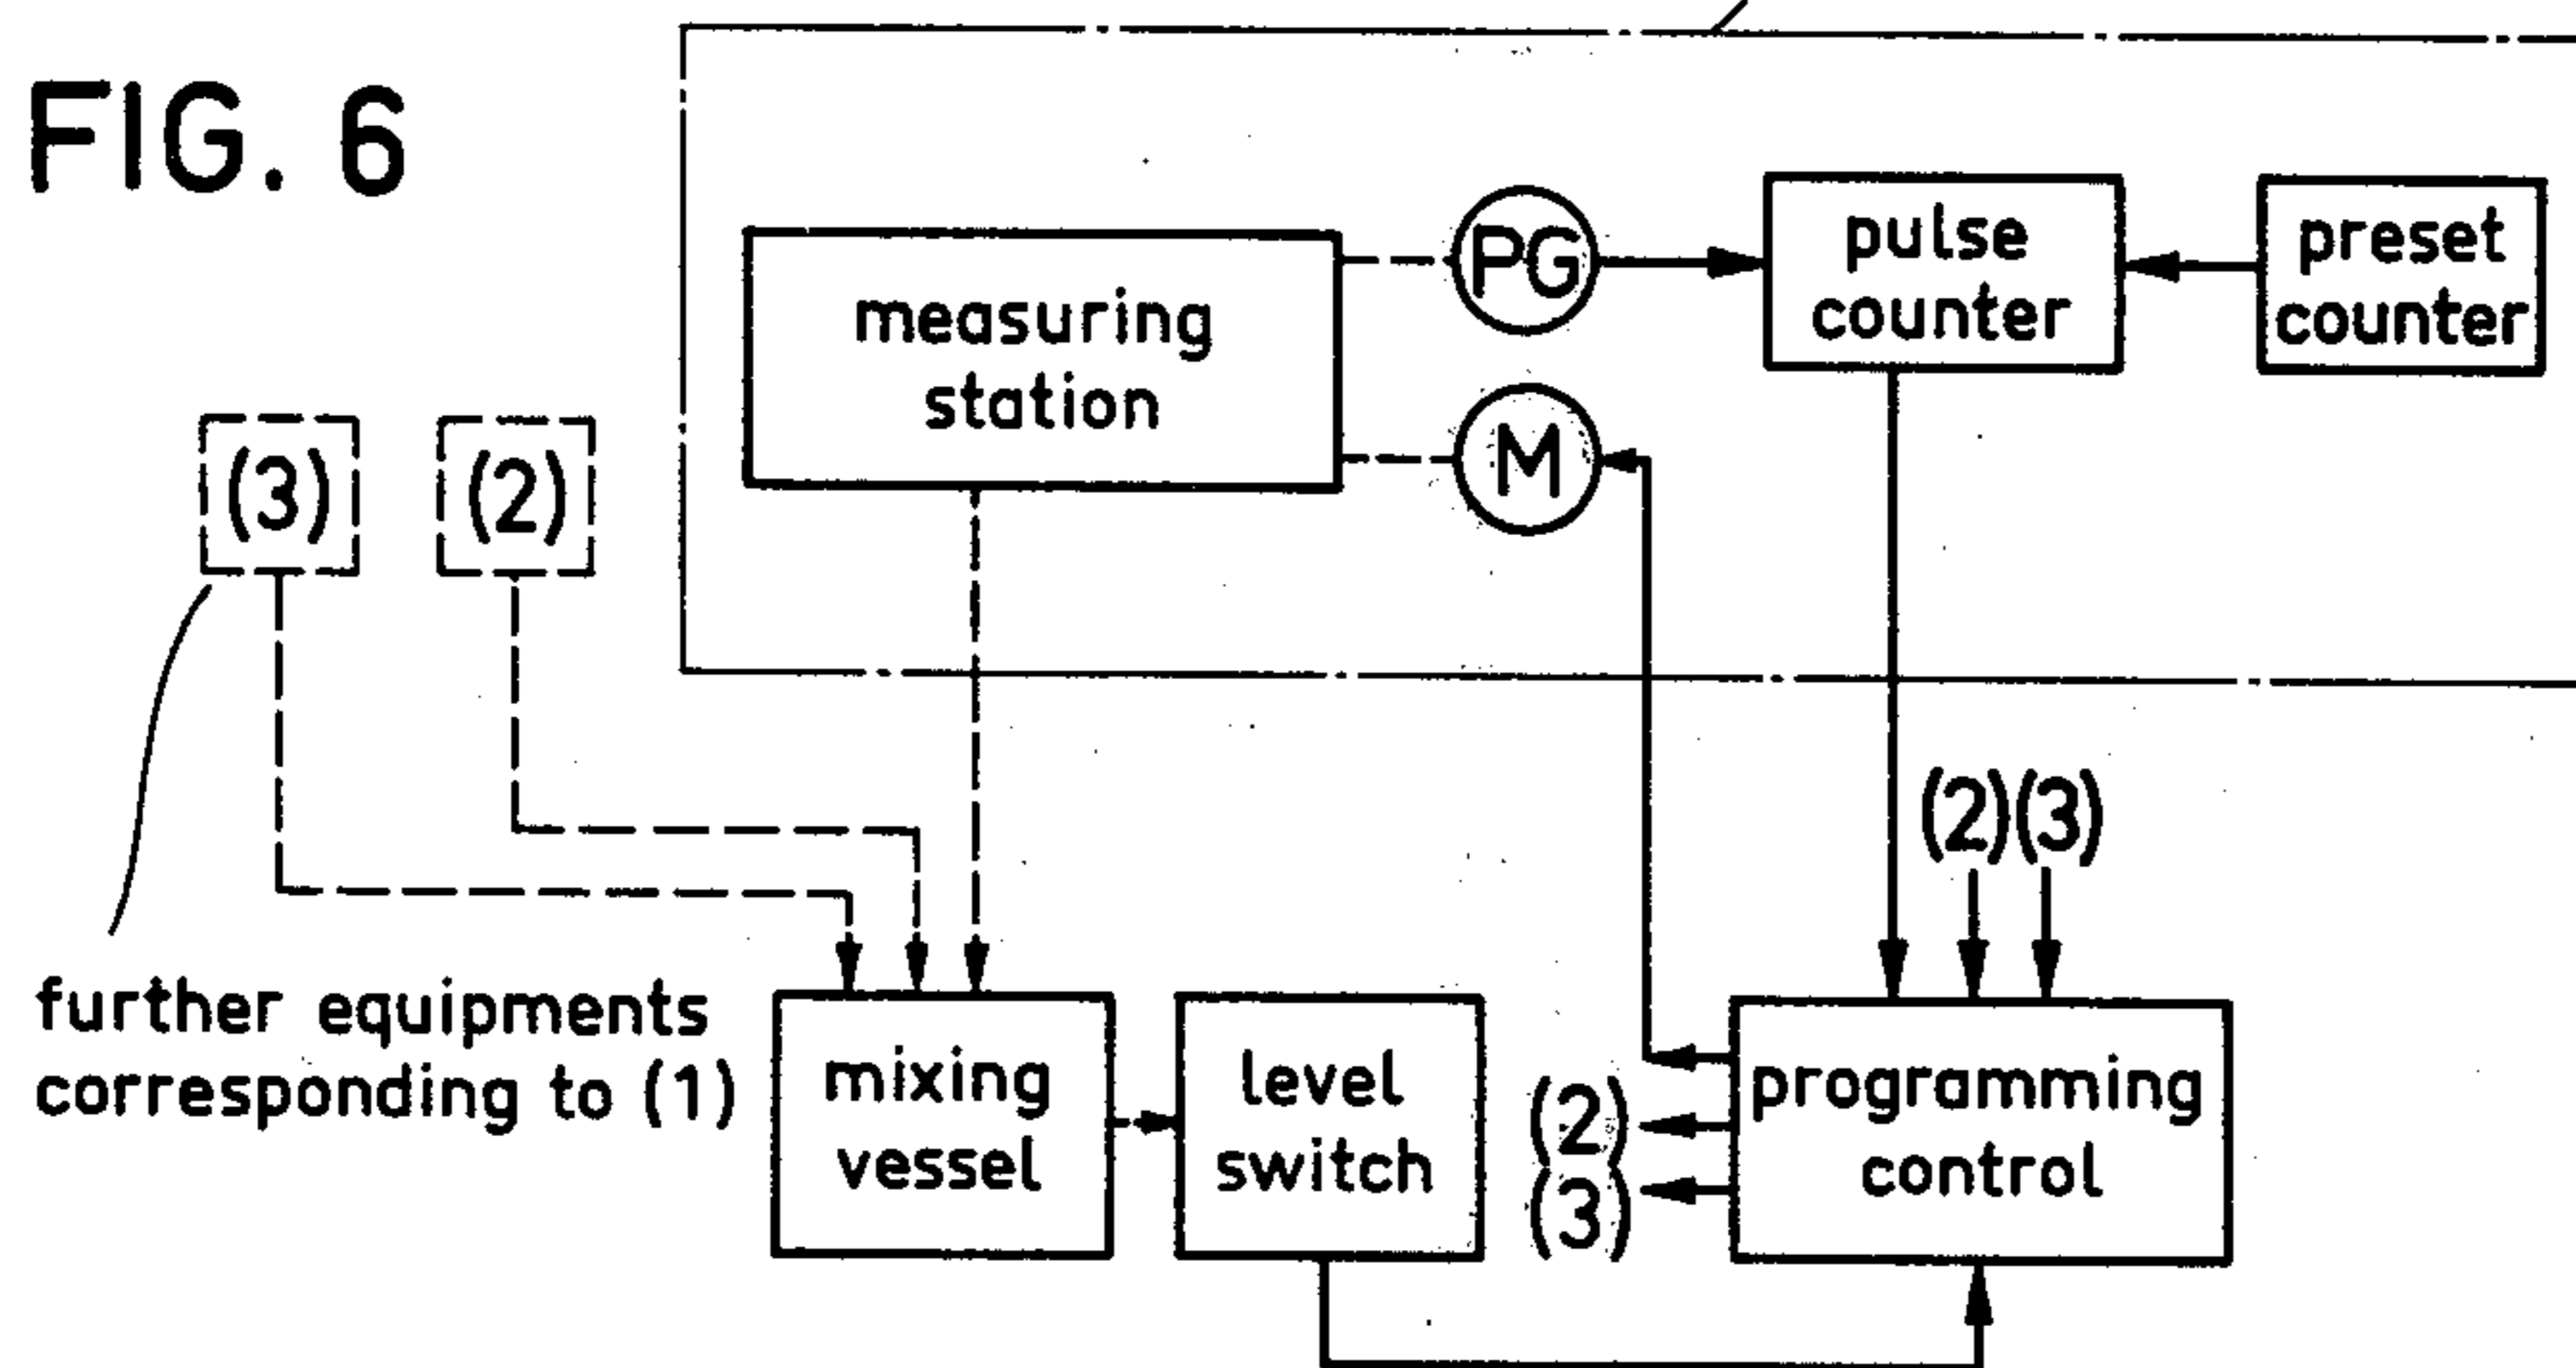 FIG. 6
measuring
station
PG
M
pulse
counter
preset
counter
(3)
(2)
(2)(3)
further equipments
corresponding to (1)
mixing
vessel
level
switch
(2)
(3)
programming
control